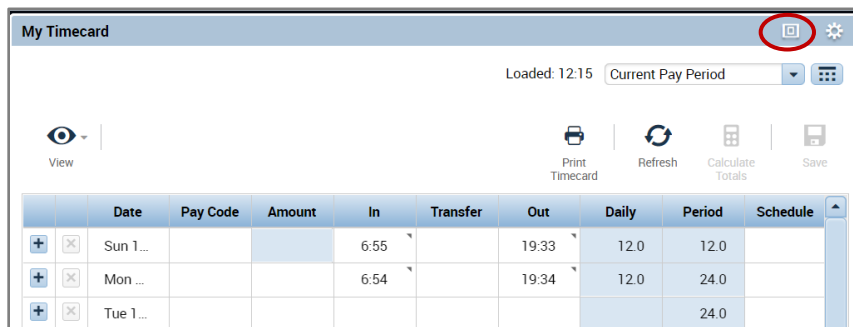 My Timecard
Loaded: 12:15 Current Pay Period
View
Print Timecard Refresh Calculate Totals Save
Date Pay Code Amount In Transfer Out Daily Period Schedule
Sun 1... 6:55 19:33 12.0 12.0
Mon ... 6:54 19:34 12.0 24.0
Tue 1... 24.0